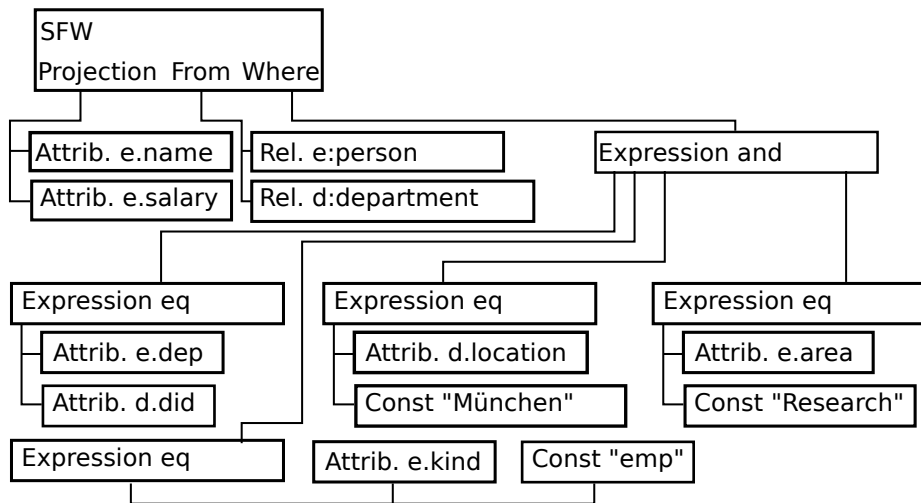 SFW
Projection From Where
Attrib. e.name
Rel. e:person
Expression and
Attrib. e.salary
Rel. d:department
Expression eq
Expression eq
Expression eq
Attrib. e.dep
Attrib. d.location
Attrib. e.area
Attrib. d.did
Const "München"
Const "Research"
Expression eq
Attrib. e.kind
Const "emp"